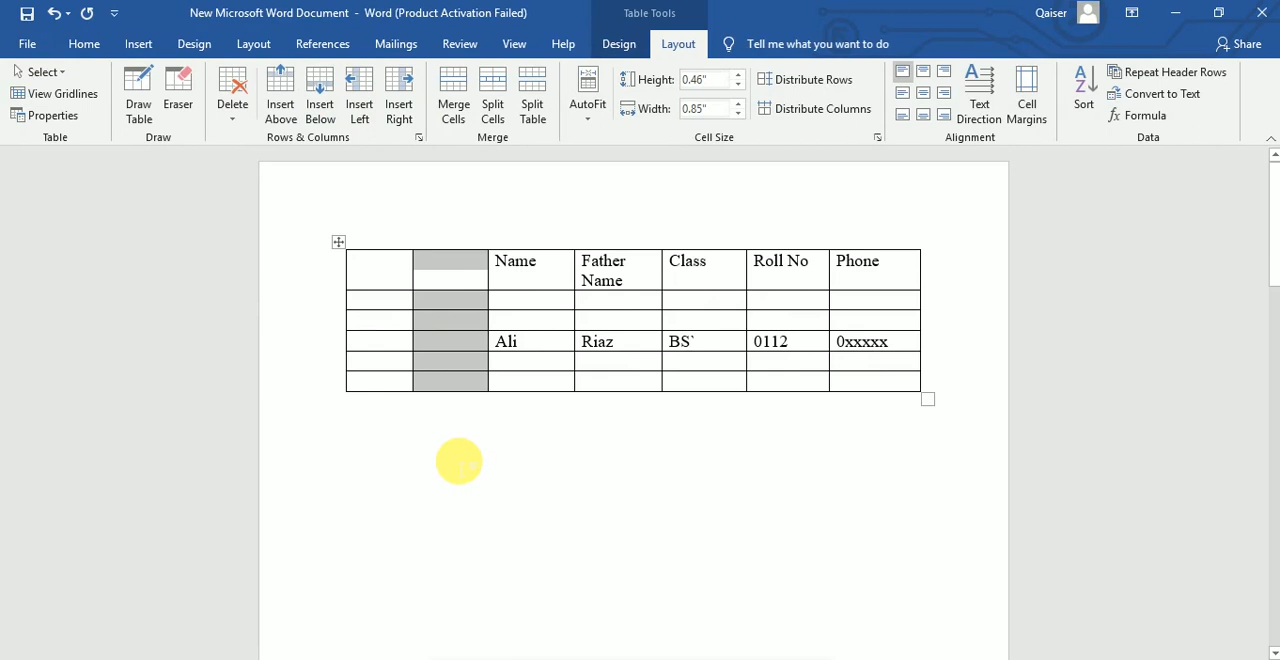 New Microsoft Word Document - Word (Product Activation Failed)
Table Tools
Qaiser
File Home Insert Design Layout References Mailings Review View Help Design Layout Tell me what you want to do Share
Select
View Gridlines
Properties
Table
Draw Table
Eraser
Draw
Delete
Insert Above
Insert Below
Insert Left
Insert Right
Rows & Columns
Merge Cells
Split Cells
Split Table
Merge
AutoFit
Height: 0.46"
Width: 0.85"
Distribute Rows
Distribute Columns
Cell Size
Text Direction
Cell Margins
Alignment
Sort
Repeat Header Rows
Convert to Text
fx Formula
Data
Name Father Name Class Roll No Phone
Ali Riaz BS` 0112 0xxxxx